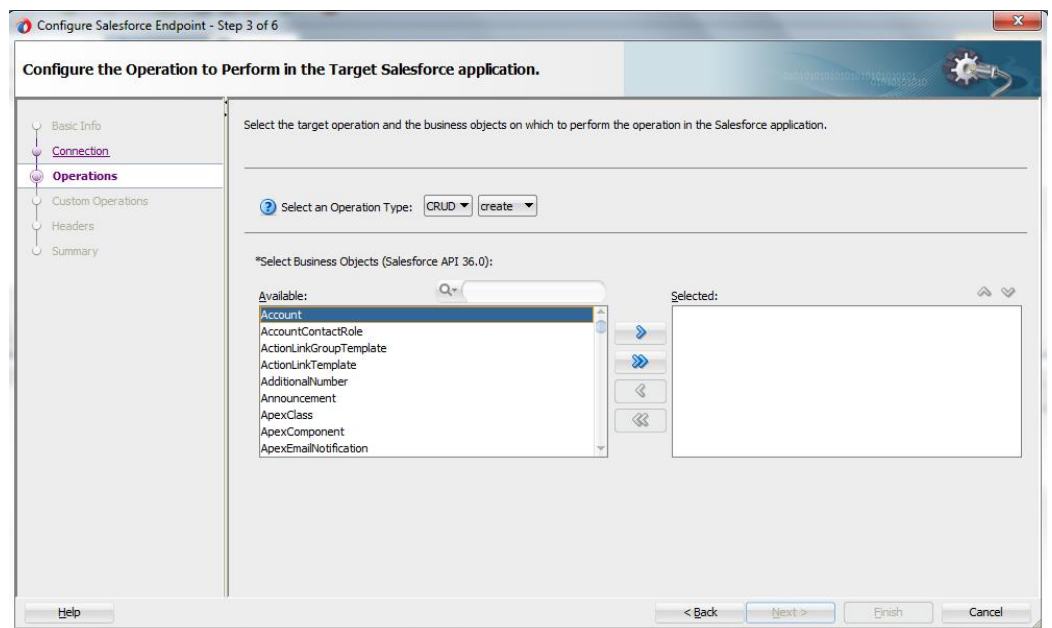 Configure Salesforce Endpoint - Step 3 of 6
Configure the Operation to Perform in the Target Salesforce application.
Basic Info
Connection
Operations
Custom Operations
Headers
Summary
Select the target operation and the business objects on which to perform the operation in the Salesforce application.
Select an Operation Type: CRUD create
*Select Business Objects (Salesforce API 36.0):
Available:
Selected:
Account
AccountContactRole
ActionLinkGroupTemplate
ActionLinkTemplate
AdditionalNumber
Announcement
ApexClass
ApexComponent
ApexEmailNotification
Help
< Back
Next >
Finish
Cancel